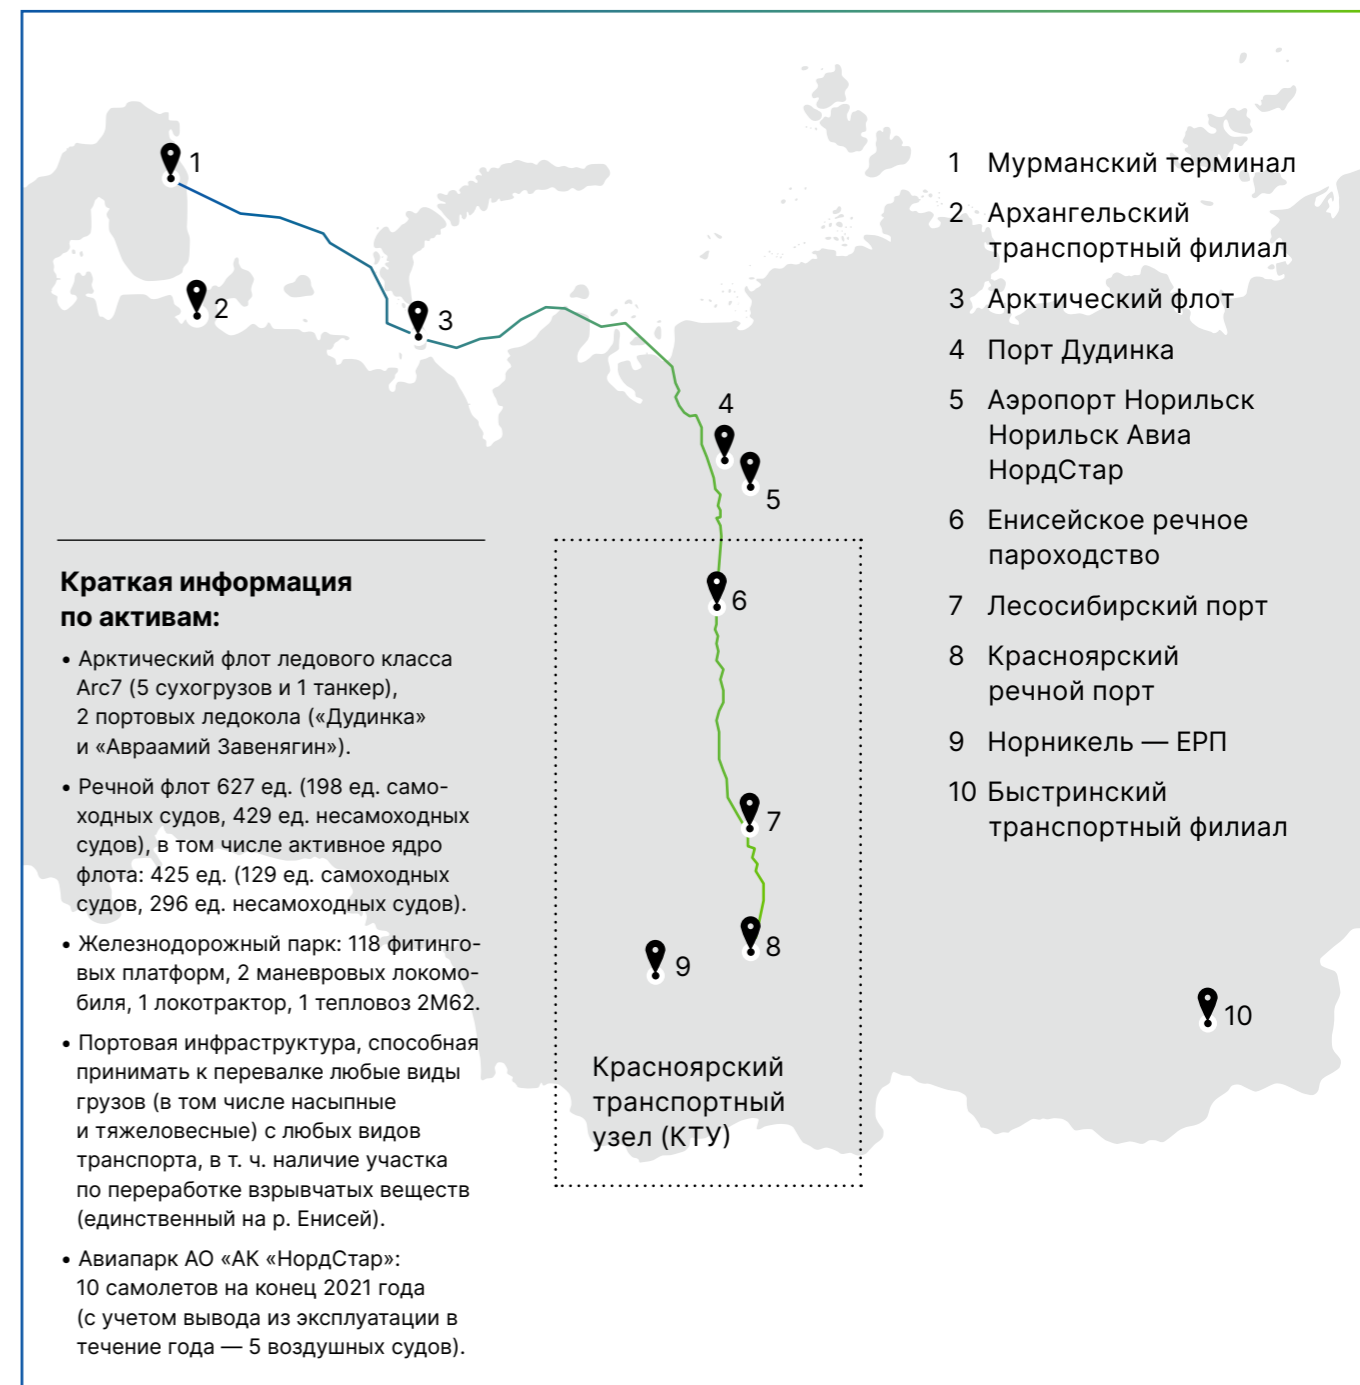 1
2
3
4
5
6
7
8
9
10
Красноярский
транспортный
узел (КТУ)
1 Мурманский терминал
2 Архангельский
транспортный филиал
3 Арктический флот
4 Порт Дудинка
5 Аэропорт Норильск
Норильск Авиа
НордСтар
6 Енисейское речное
пароходство
7 Лесосибирский порт
8 Красноярский
речной порт
9 Норникель — ЕРП
10 Быстринский
транспортный филиал
Краткая информация
по активам:
• Арктический флот ледового класса
Arc7 (5 сухогрузов и 1 танкер),
2 портовых ледокола («Дудинка»
и «Авраамий Завенягин»).
• Речной флот 627 ед. (198 ед. само-
ходных судов, 429 ед. несамоходных
судов), в том числе активное ядро
флота: 425 ед. (129 ед. самоходных
судов, 296 ед. несамоходных судов).
• Железнодорожный парк: 118 фитинго-
вых платформ, 2 маневровых локомо-
биля, 1 локотрактор, 1 тепловоз 2М62.
• Портовая инфраструктура, способная
принимать к перевалке любые виды
грузов (в том числе насыпные
и тяжеловесные) с любых видов
транспорта, в т. ч. наличие участка
по переработке взрывчатых веществ
(единственный на р. Енисей).
• Авиапарк АО «АК «НордСтар»:
10 самолетов на конец 2021 года
(с учетом вывода из эксплуатации в
течение года — 5 воздушных судов).